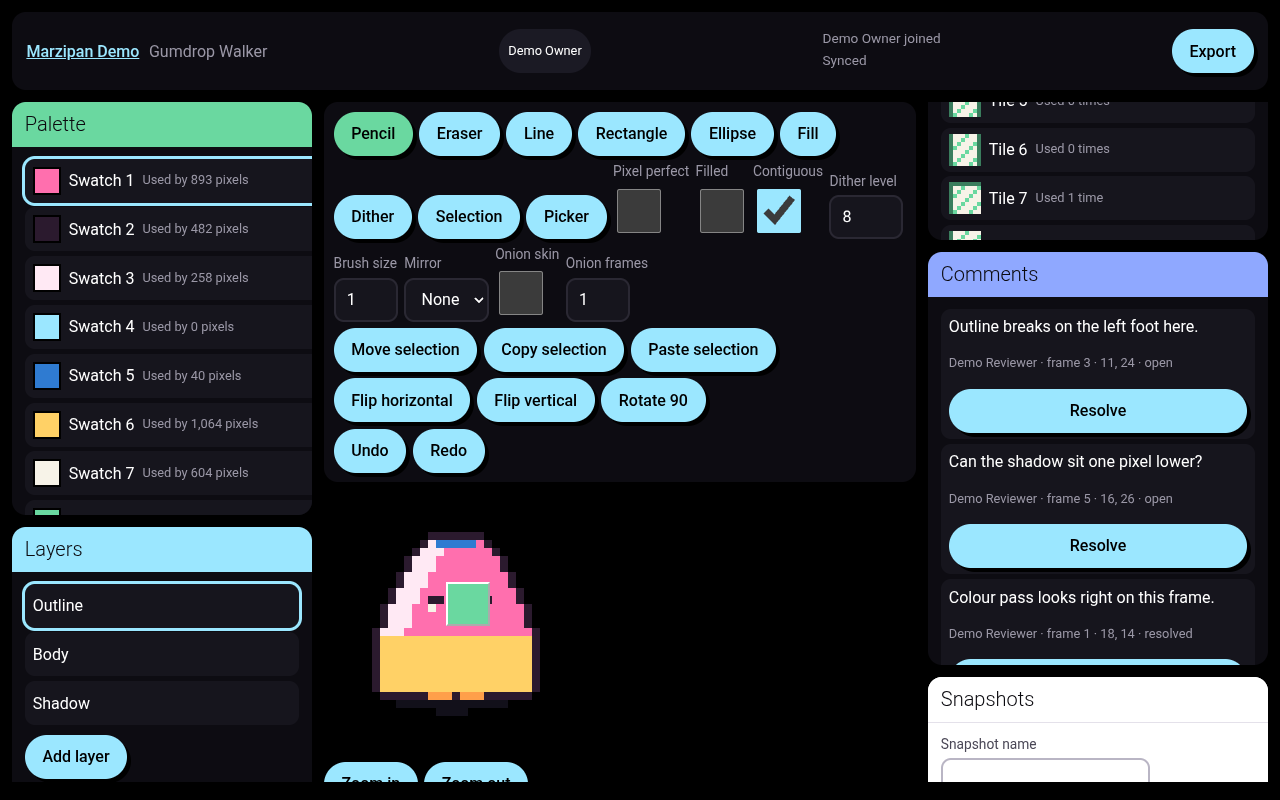 Marzipan Demo Gumdrop Walker
Demo Owner
Demo Owner joined
Synced
Export
Palette
Swatch 1 Used by 893 pixels
Swatch 2 Used by 482 pixels
Swatch 3 Used by 258 pixels
Swatch 4 Used by 0 pixels
Swatch 5 Used by 40 pixels
Swatch 6 Used by 1,064 pixels
Swatch 7 Used by 604 pixels
Layers
Outline
Body
Shadow
Add layer
Pencil Eraser Line Rectangle Ellipse Fill
Pixel perfect Filled Contiguous Dither level
Dither Selection Picker 8
Brush size Mirror Onion skin Onion frames
1 None 1
Move selection Copy selection Paste selection
Flip horizontal Flip vertical Rotate 90
Undo Redo
Zoom in Zoom out
Tile 6 Used 0 times
Tile 7 Used 1 time
Comments
Outline breaks on the left foot here.
Demo Reviewer · frame 3 · 11, 24 · open
Resolve
Can the shadow sit one pixel lower?
Demo Reviewer · frame 5 · 16, 26 · open
Resolve
Colour pass looks right on this frame.
Demo Reviewer · frame 1 · 18, 14 · resolved
Snapshots
Snapshot name